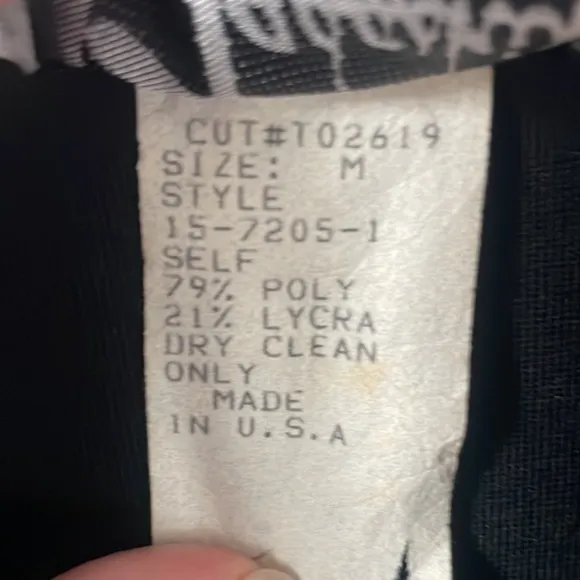 CUT#T02619
SIZE: M
STYLE
15-7205-1
SELF
79% POLY
21% LYCRA
DRY CLEAN
ONLY
MADE
IN U.S.A